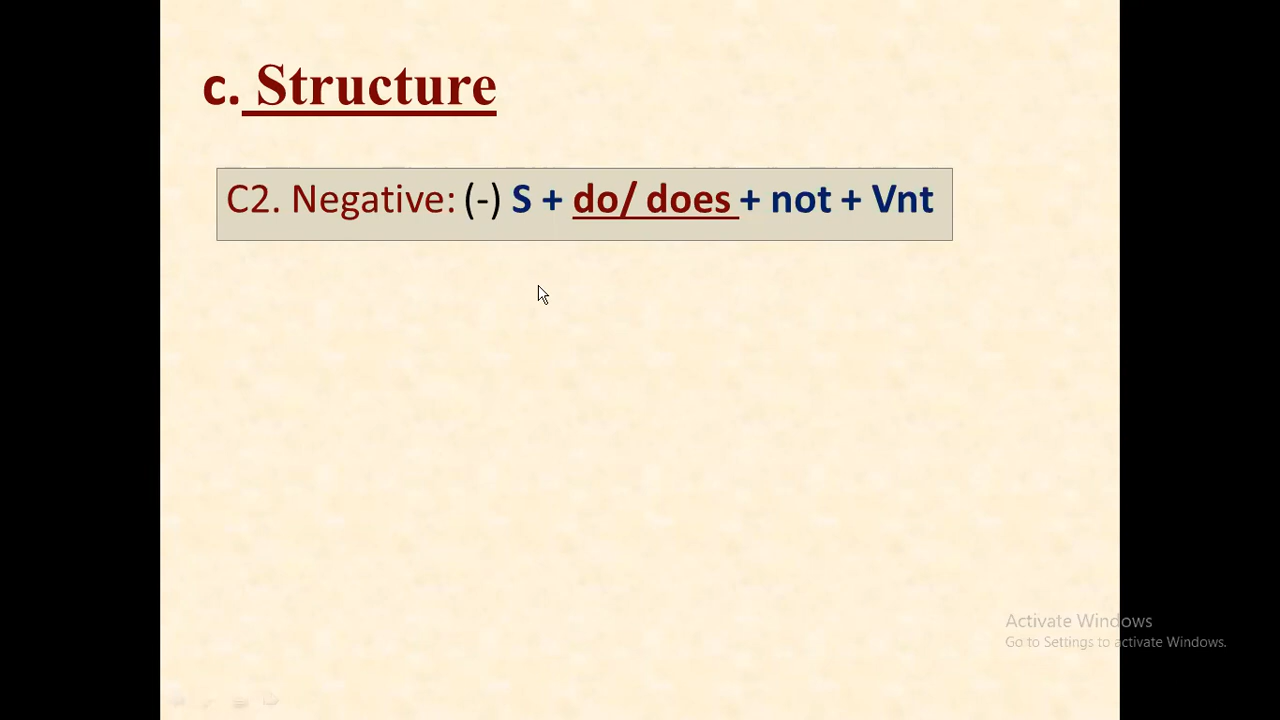 c. Structure
C2. Negative: (-) S + do/ does + not + Vnt
Activate Windows
Go to Settings to activate Windows.